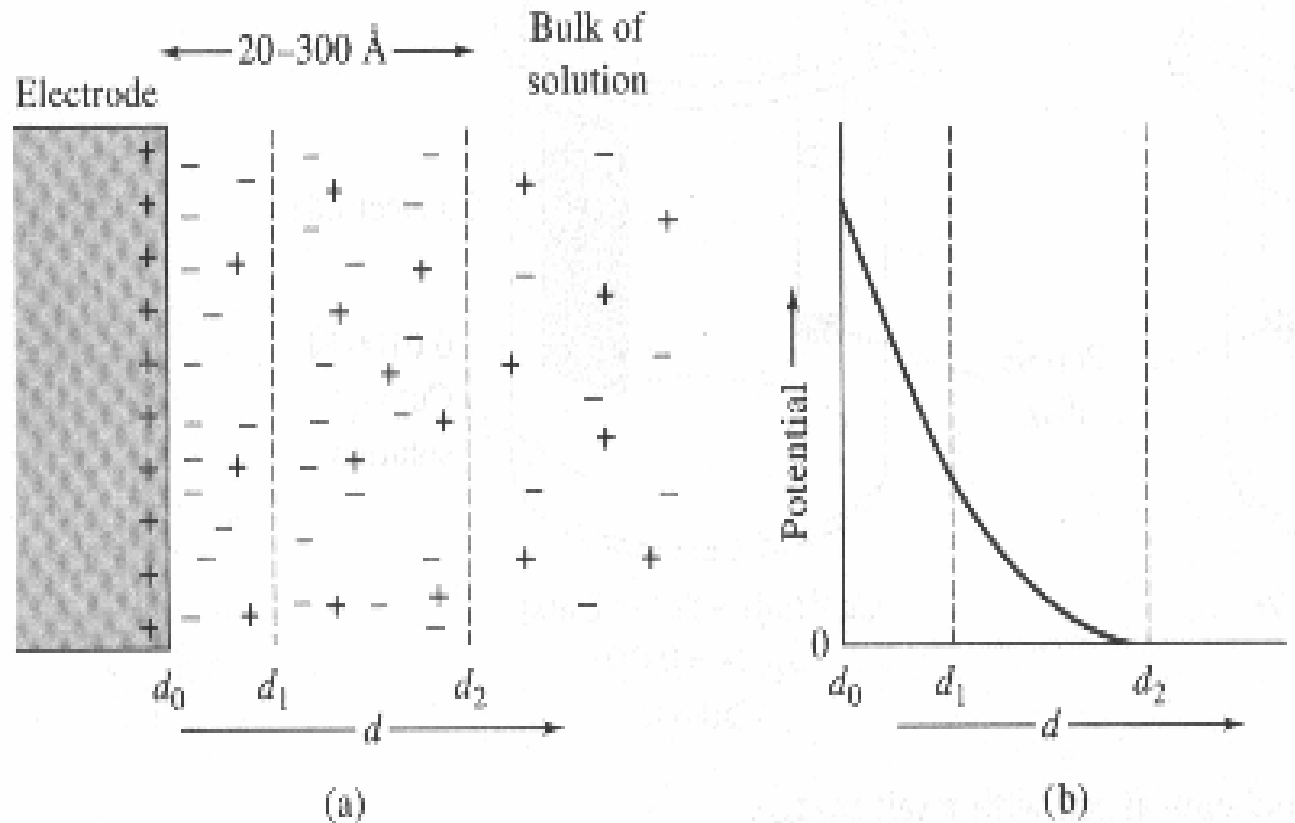 20–300 Å
Bulk of
solution
Electrode
d0 d1 d2
d
(a)
Potential
0
d0 d1 d2
d
(b)